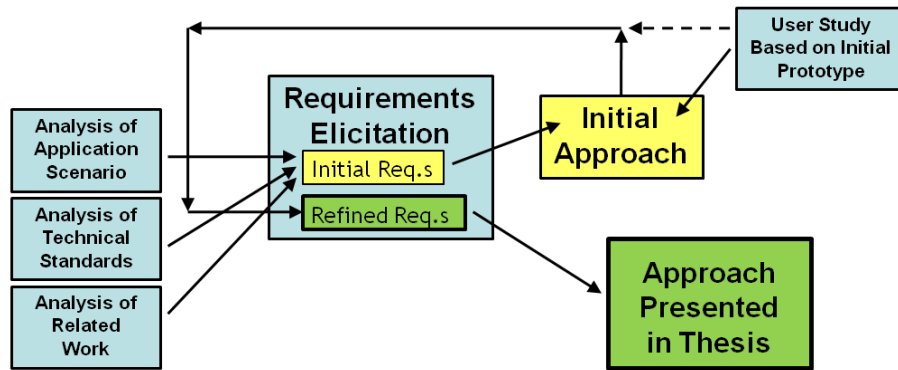 User Study
Based on Initial
Prototype
Requirements
Elicitation
Initial Req.s
Refined Req.s
Initial
Approach
Analysis of
Application
Scenario
Analysis of
Technical
Standards
Analysis of
Related
Work
Approach
Presented
in Thesis